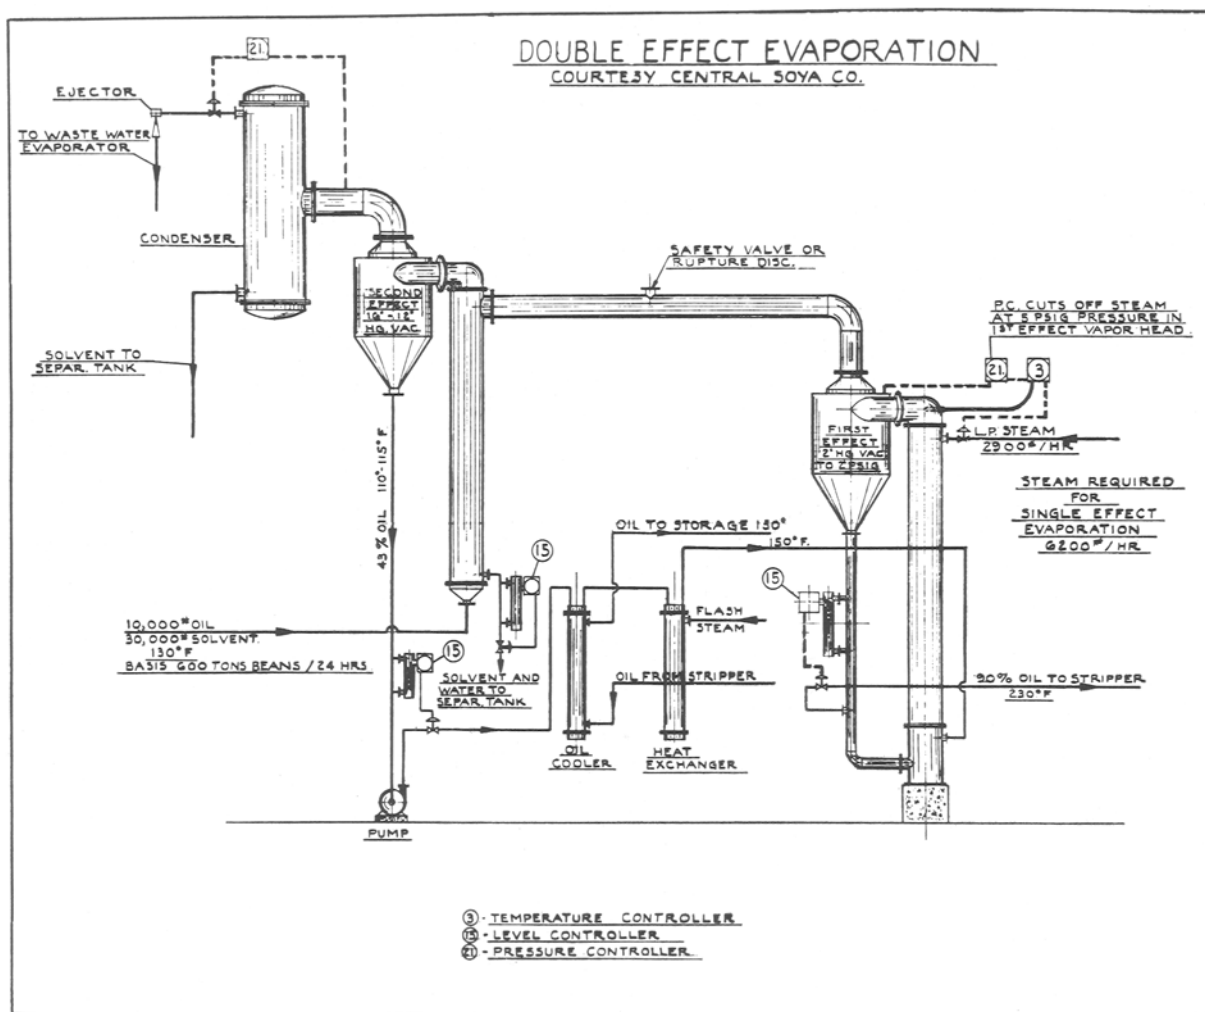 DOUBLE EFFECT EVAPORATION
COURTESY CENTRAL SOYA CO.
21.
EJECTOR
TO WASTE WATER
EVAPORATOR
CONDENSER
SOLVENT TO
SEPAR. TANK
SECOND
EFFECT
16"-12"
HG. VAC.
SAFETY VALVE OR
RUPTURE DISC.
P.C. CUTS OFF STEAM
AT 5 PSIG PRESSURE IN
1ST EFFECT VAPOR HEAD.
21.
3
FIRST
EFFECT
2" HG VAC.
TO 2 PSIG
L.P. STEAM
2900#/HR
STEAM REQUIRED
FOR
SINGLE EFFECT
EVAPORATION
6200#/HR
43% OIL 110°-115°F
OIL TO STORAGE 150°
150°F.
15
15
FLASH
STEAM
10,000# OIL
30,000# SOLVENT.
130°F
BASIS 600 TONS BEANS / 24 HRS
15
SOLVENT AND
WATER TO
SEPAR. TANK
OIL FROM STRIPPER
90% OIL TO STRIPPER
230°F
OIL
COOLER
HEAT
EXCHANGER
PUMP
3 - TEMPERATURE CONTROLLER
15 - LEVEL CONTROLLER
21 - PRESSURE CONTROLLER